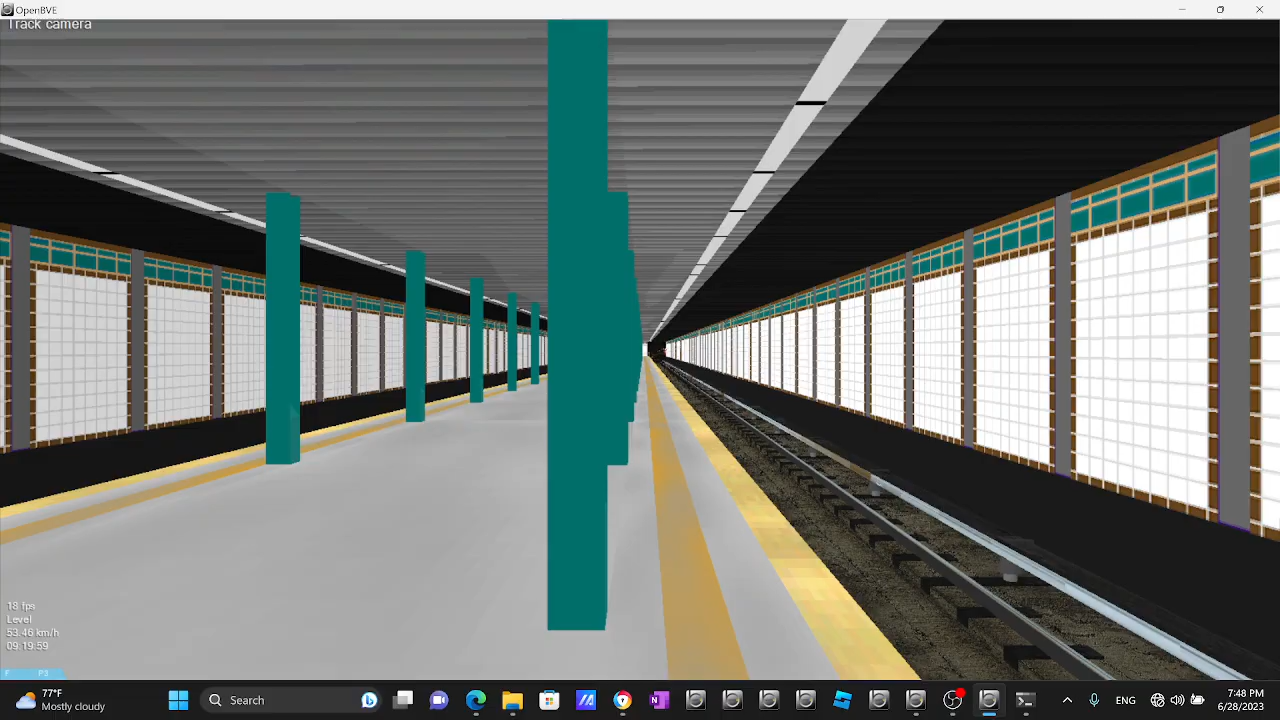 OpenBVE
Track camera
18 fps
Level
53.46 km/h
09:19:59
F P3
77°F
Mostly cloudy
Search
ENG
7:48 PM
6/28/2023